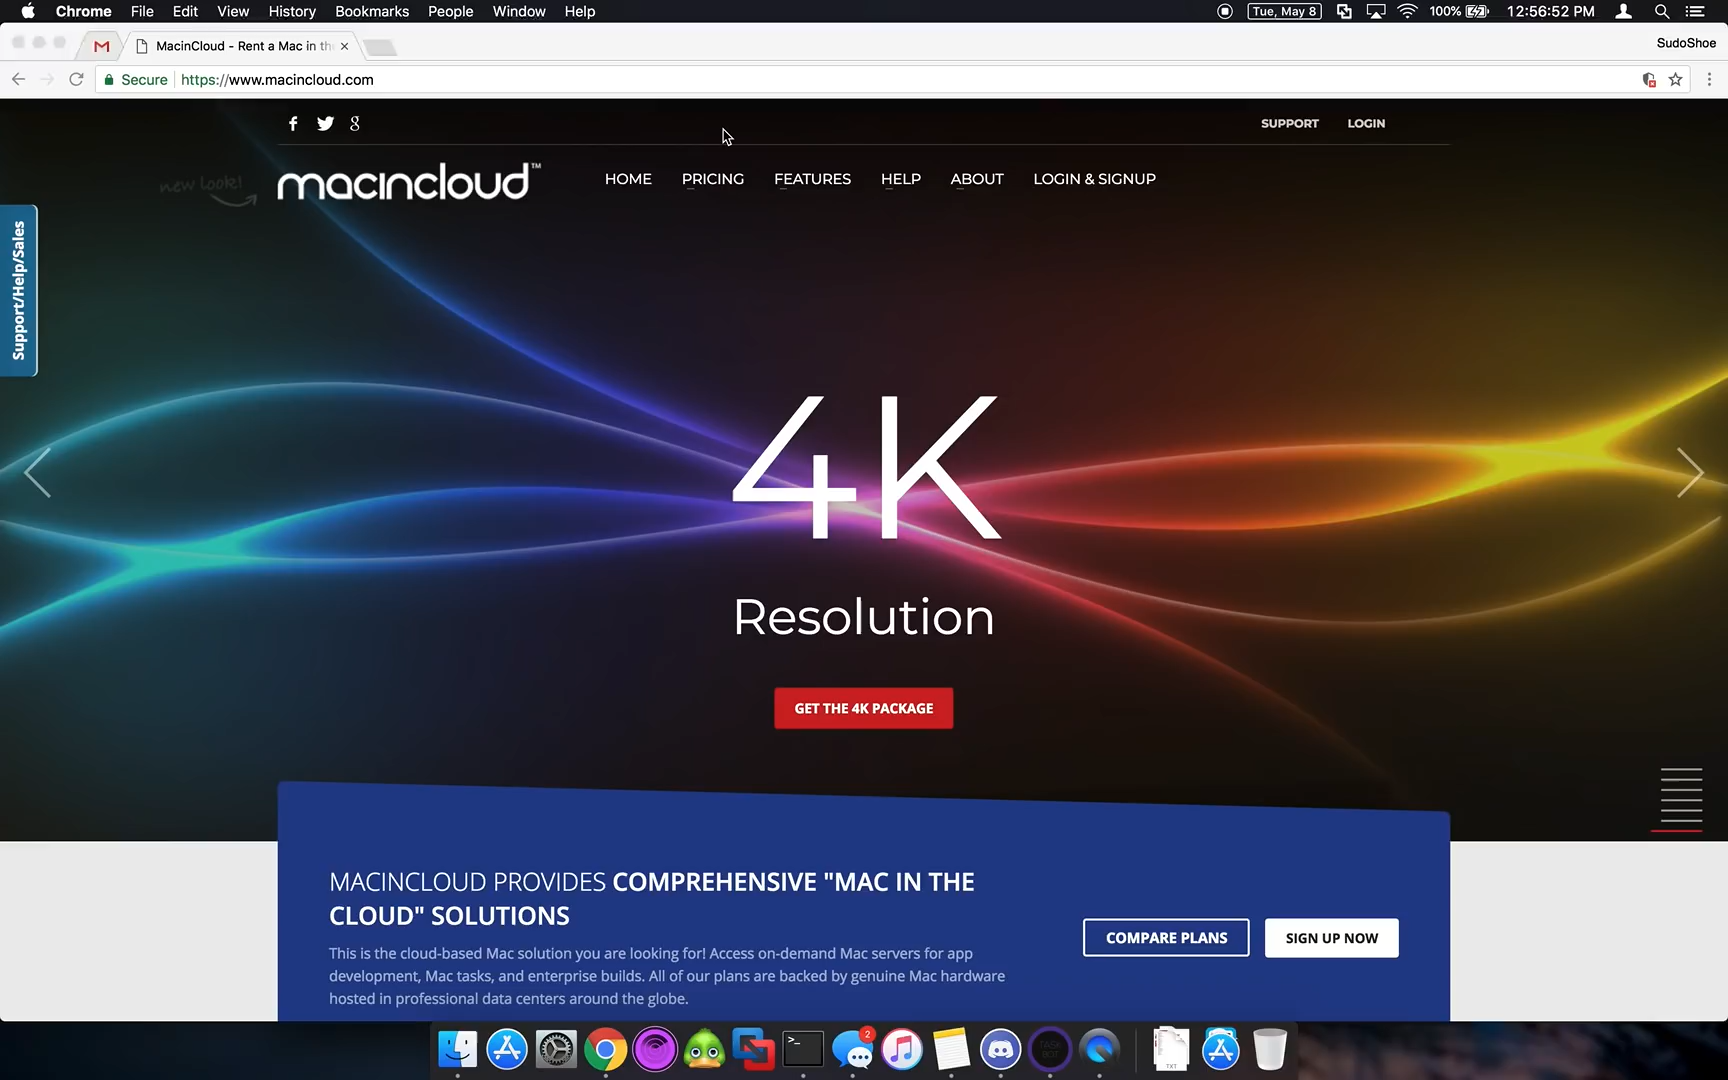 Chrome File Edit View History Bookmarks People Window Help
Tue, May 8 100% 12:56:52 PM
MacinCloud - Rent a Mac in th
SudoShoe
Secure https://www.macincloud.com
SUPPORT LOGIN
new look!
macincloud™
HOME PRICING FEATURES HELP ABOUT LOGIN & SIGNUP
Support/Help/Sales
4K
Resolution
GET THE 4K PACKAGE
MACINCLOUD PROVIDES COMPREHENSIVE "MAC IN THE
CLOUD" SOLUTIONS
This is the cloud-based Mac solution you are looking for! Access on-demand Mac servers for app
development, Mac tasks, and enterprise builds. All of our plans are backed by genuine Mac hardware
hosted in professional data centers around the globe.
COMPARE PLANS SIGN UP NOW
2
TASK
BOT
TXT